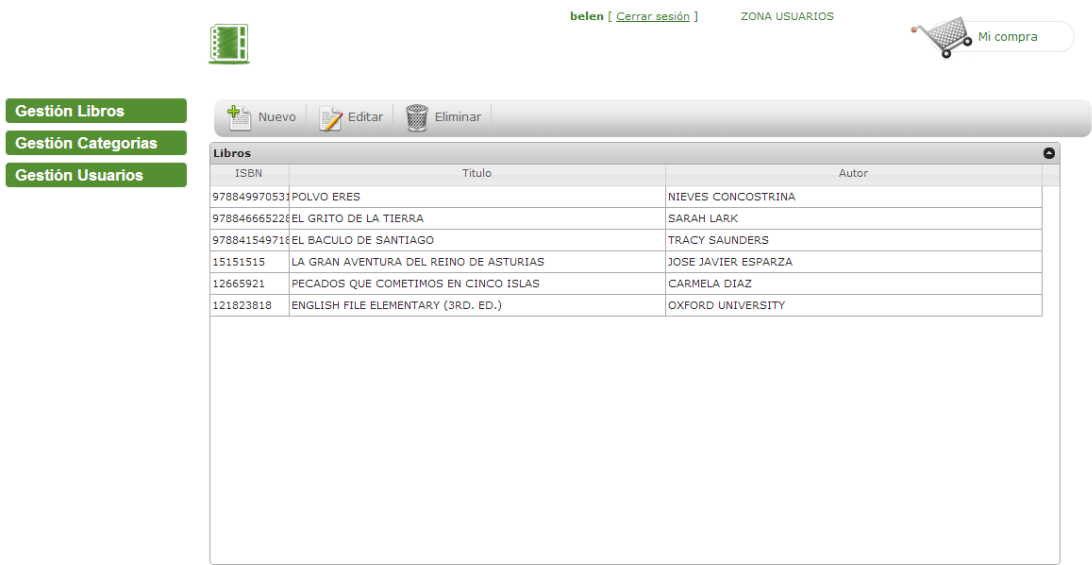 belen [ Cerrar sesión ] ZONA USUARIOS
Mi compra
Gestión Libros
Gestión Categorias
Gestión Usuarios
Nuevo Editar Eliminar
Libros
ISBN Titulo Autor
978849970531 POLVO ERES NIEVES CONCOSTRINA
978846665228 EL GRITO DE LA TIERRA SARAH LARK
978841549718 EL BACULO DE SANTIAGO TRACY SAUNDERS
15151515 LA GRAN AVENTURA DEL REINO DE ASTURIAS JOSE JAVIER ESPARZA
12665921 PECADOS QUE COMETIMOS EN CINCO ISLAS CARMELA DIAZ
121823818 ENGLISH FILE ELEMENTARY (3RD. ED.) OXFORD UNIVERSITY